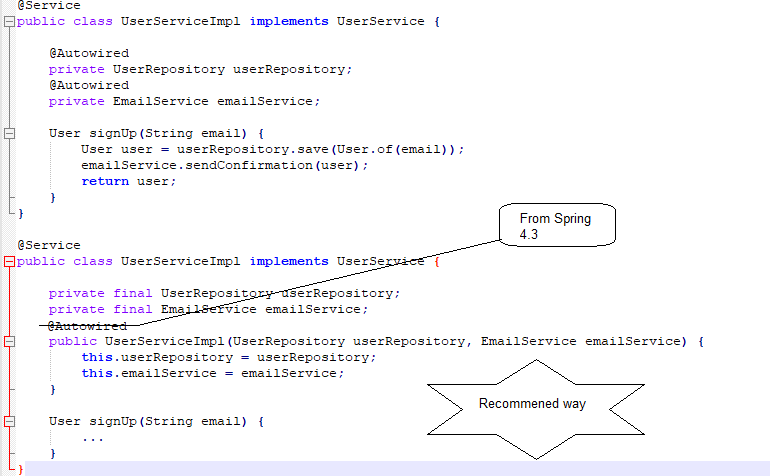 @Service
public class UserServiceImpl implements UserService {
@Autowired
private UserRepository userRepository;
@Autowired
private EmailService emailService;
User signUp(String email) {
User user = userRepository.save(User.of(email));
emailService.sendConfirmation(user);
return user;
}
}
From Spring
4.3
@Service
public class UserServiceImpl implements UserService {
private final UserRepository userRepository;
private final EmailService emailService;
@Autowired
public UserServiceImpl(UserRepository userRepository, EmailService emailService) {
this.userRepository = userRepository;
this.emailService = emailService;
}
Recommened way
User signUp(String email) {
...
}
}